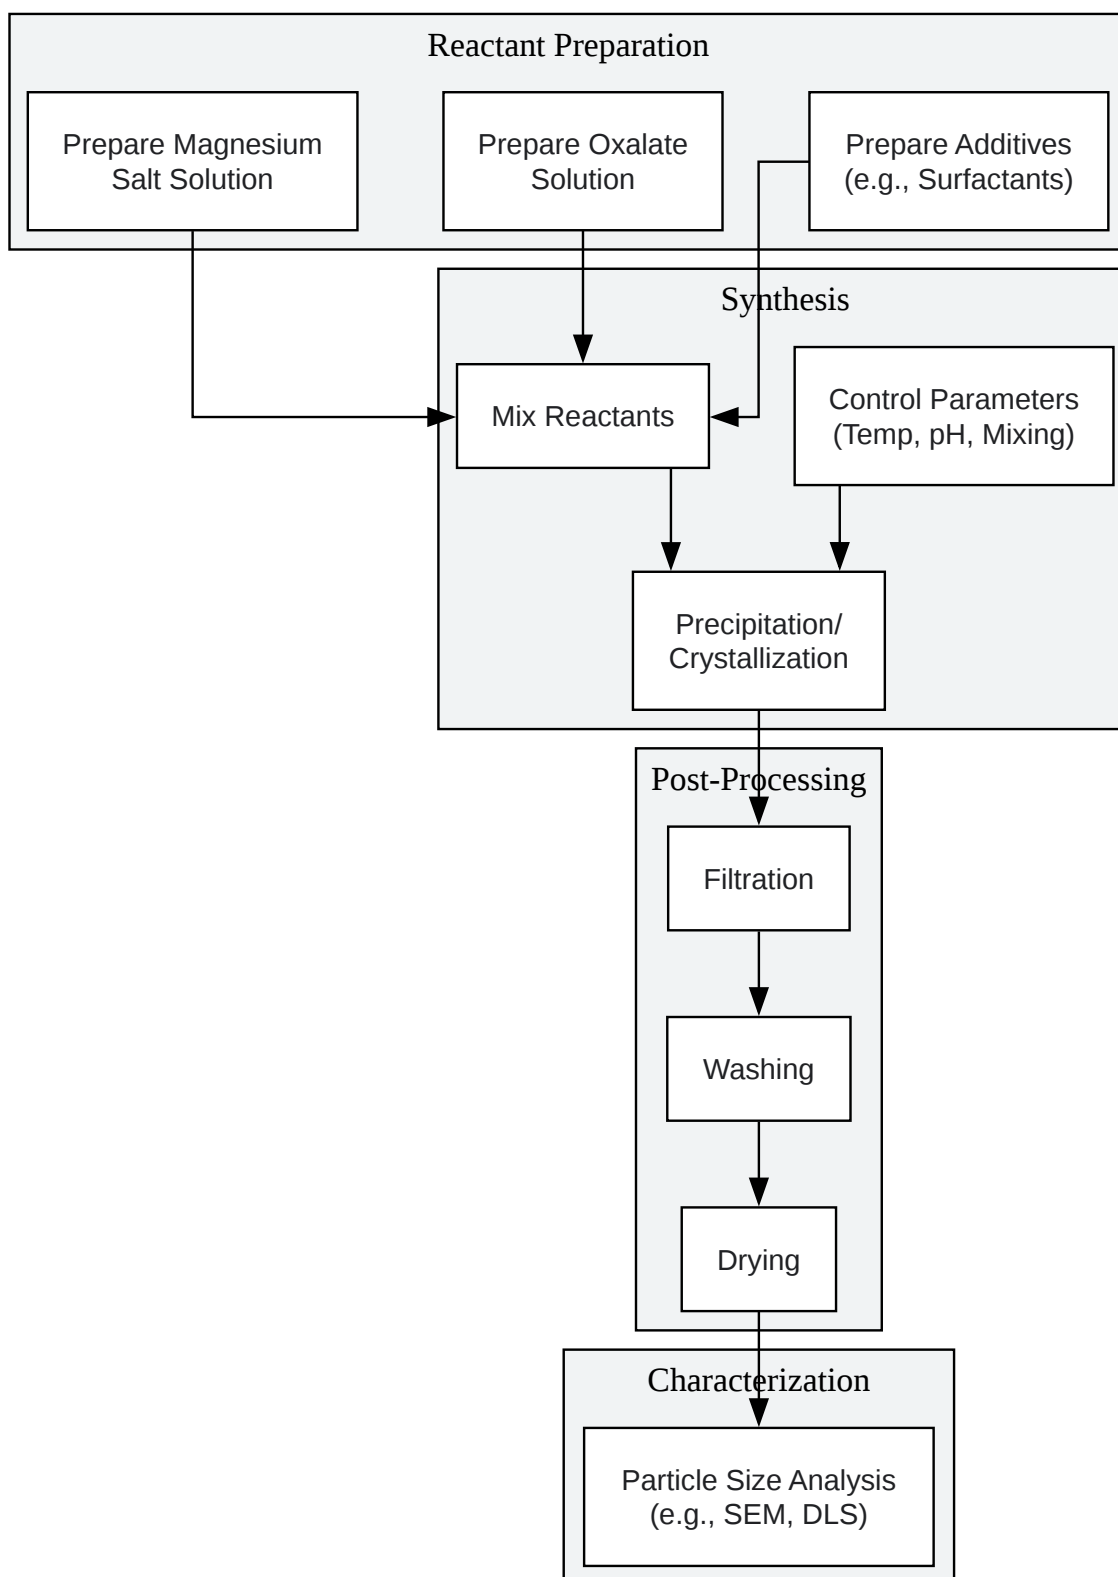 Reactant Preparation
Prepare Magnesium
Salt Solution
Prepare Oxalate
Solution
Prepare Additives
(e.g., Surfactants)
Synthesis
Mix Reactants
Control Parameters
(Temp, pH, Mixing)
Precipitation/
Crystallization
Post-Processing
Filtration
Washing
Drying
Characterization
Particle Size Analysis
(e.g., SEM, DLS)